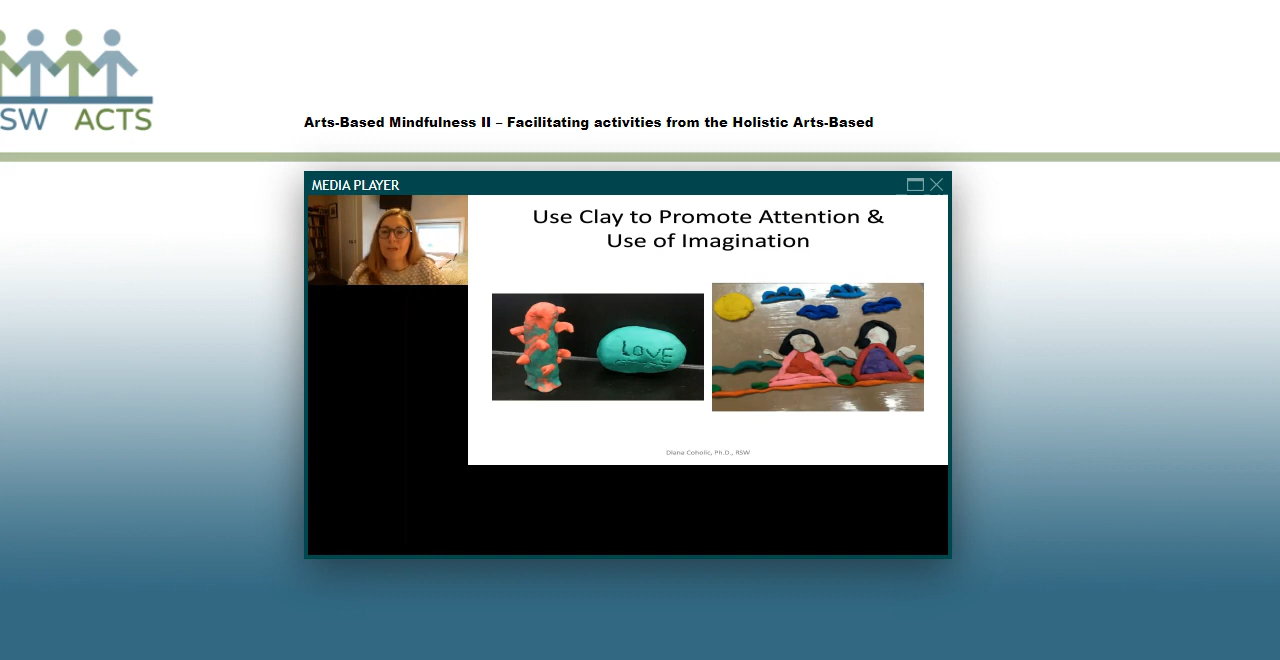 SW ACTS
Arts-Based Mindfulness II – Facilitating activities from the Holistic Arts-Based
MEDIA PLAYER
Use Clay to Promote Attention &
Use of Imagination
LOVE
Diana Coholic, Ph.D., RSW